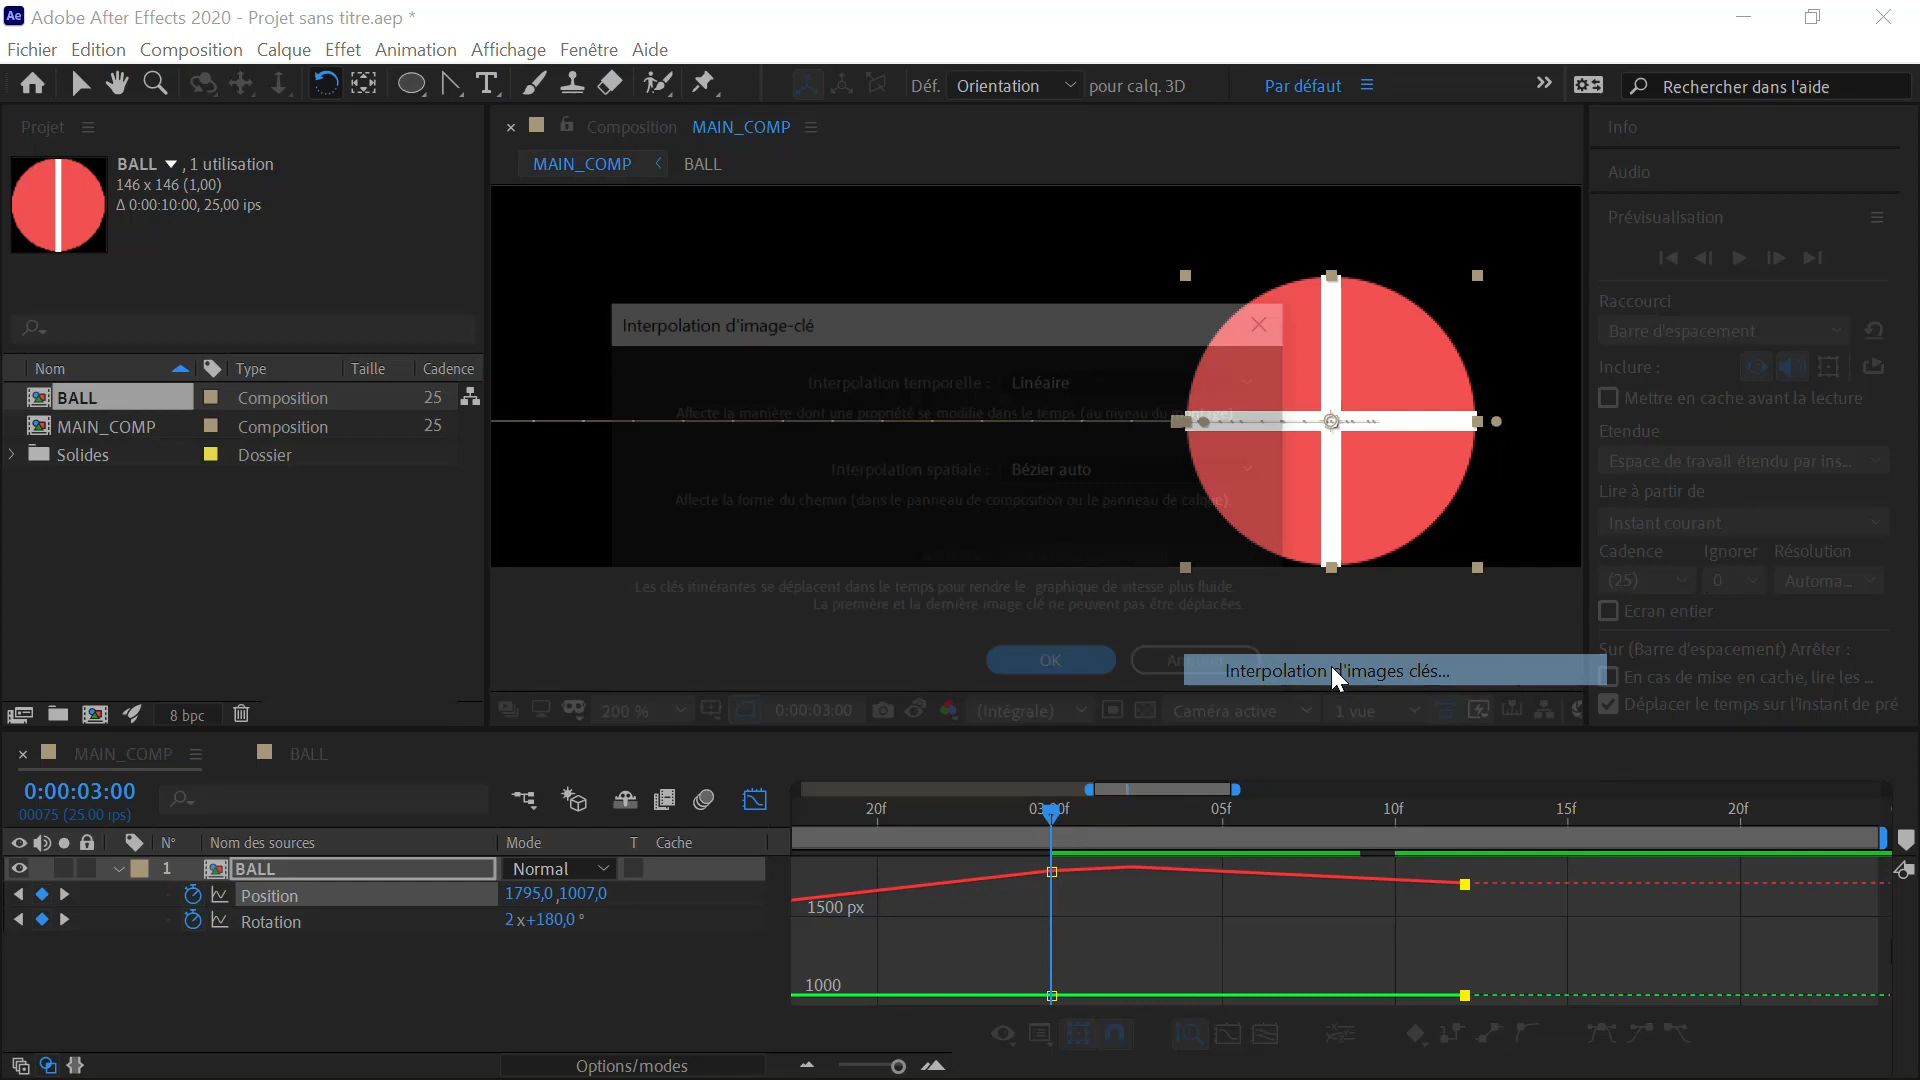 Ae Adobe After Effects 2020 - Projet sans titre.aep *
Fichier Edition Composition Calque Effet Animation Affichage Fenêtre Aide
Déf. Orientation pour calq. 3D Par défaut Rechercher dans l'aide
Projet
BALL , 1 utilisation
146 x 146 (1,00)
Δ 0:00:10:00, 25,00 ips
Nom Type Taille Cadence
BALL Composition 25
MAIN_COMP Composition 25
Solides Dossier
8 bpc
Composition MAIN_COMP
MAIN_COMP BALL
Interpolation d'image-clé
Interpolation temporelle : Linéaire
Affecte la manière dont une propriété se modifie dans le temps (au niveau du montage).
Interpolation spatiale : Bézier auto
Affecte la forme du chemin (dans le panneau de composition ou le panneau de calque).
Les clés itinérantes se déplacent dans le temps pour rendre le graphique de vitesse plus fluide.
La première et la dernière image clé ne peuvent pas être déplacées.
OK
Interpolation d'images clés...
200 % 0:00:03:00 (Intégrale) Caméra active 1 vue
Info
Audio
Prévisualisation
Raccourci
Barre d'espacement
Inclure :
Mettre en cache avant la lecture
Etendue
Espace de travail étendu par ins...
Lire à partir de
Instant courant
Cadence Ignorer Résolution
(25) 0 Automa...
Ecran entier
Sur (Barre d'espacement) Arrêter :
En cas de mise en cache, lire les ...
Déplacer le temps sur l'instant de pré
MAIN_COMP BALL
0:00:03:00
00075 (25.00 ips)
N° Nom des sources Mode T Cache
1 BALL Normal
Position 1795,0 ,1007,0
Rotation 2 x+180,0 °
Options/modes
20f 03:00f 05f 10f 15f 20f
1500 px
1000